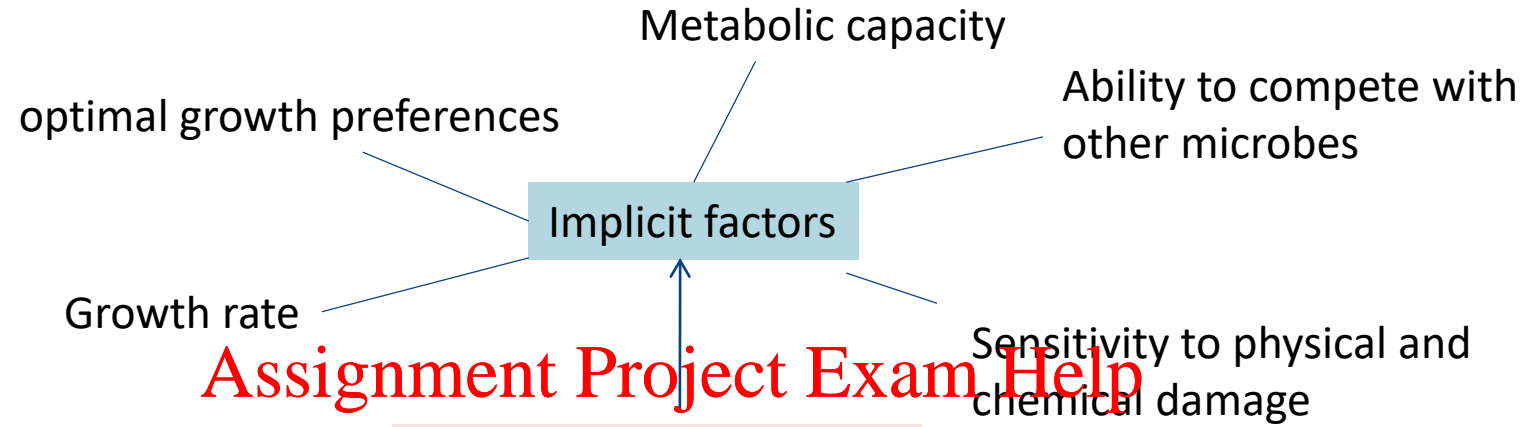 Metabolic capacity
optimal growth preferences
Ability to compete with
other microbes
Implicit factors
Growth rate
Sensitivity to physical and
chemical damage
Assignment Project Exam Help